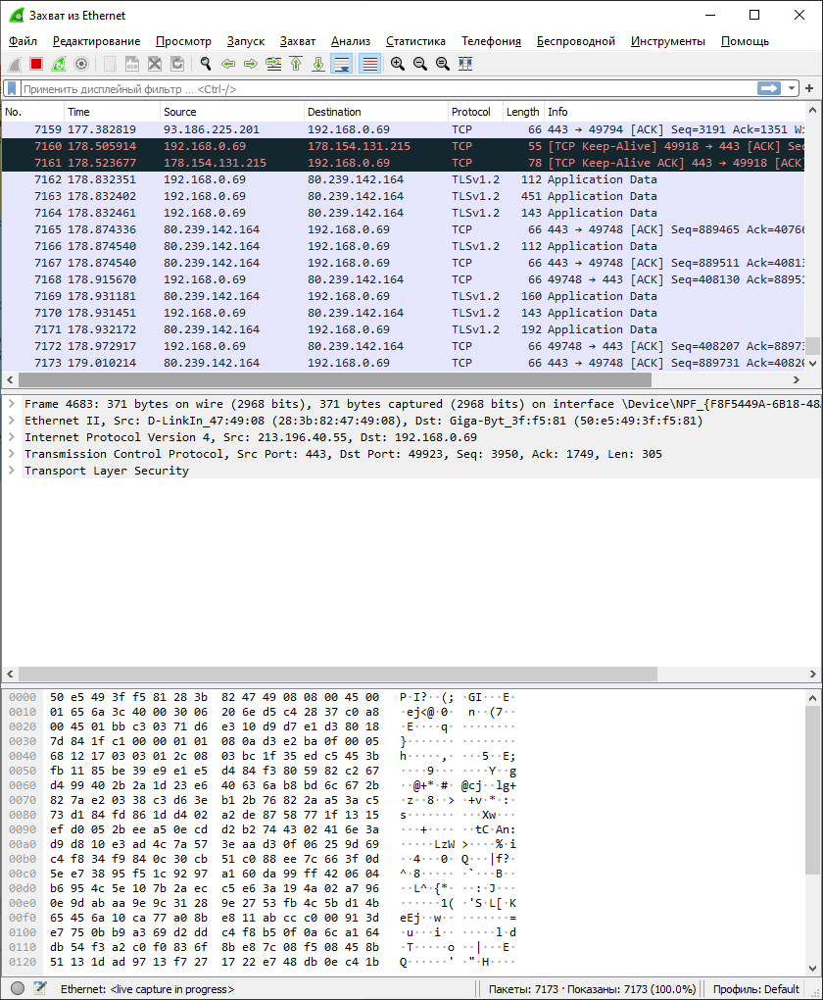 Захват из Ethernet
Файл Редактирование Просмотр Запуск Захват Анализ Статистика Телефония Беспроводной Инструменты Помощь
Применить дисплейный фильтр ... <Ctrl-/>
No. Time Source Destination Protocol Length Info
7159 177.382819 93.186.225.201 192.168.0.69 TCP 66 443 → 49794 [ACK] Seq=3191 Ack=1351 Wi
7160 178.505914 192.168.0.69 178.154.131.215 TCP 55 [TCP Keep-Alive] 49918 → 443 [ACK] Seq
7161 178.523677 178.154.131.215 192.168.0.69 TCP 78 [TCP Keep-Alive ACK] 443 → 49918 [ACK]
7162 178.832351 192.168.0.69 80.239.142.164 TLSv1.2 112 Application Data
7163 178.832402 192.168.0.69 80.239.142.164 TLSv1.2 451 Application Data
7164 178.832461 192.168.0.69 80.239.142.164 TLSv1.2 143 Application Data
7165 178.874336 80.239.142.164 192.168.0.69 TCP 66 443 → 49748 [ACK] Seq=889465 Ack=40766
7166 178.874540 80.239.142.164 192.168.0.69 TLSv1.2 112 Application Data
7167 178.874540 80.239.142.164 192.168.0.69 TCP 66 443 → 49748 [ACK] Seq=889511 Ack=40813
7168 178.915670 192.168.0.69 80.239.142.164 TCP 66 49748 → 443 [ACK] Seq=408130 Ack=88951
7169 178.931181 80.239.142.164 192.168.0.69 TLSv1.2 160 Application Data
7170 178.931451 80.239.142.164 192.168.0.69 TLSv1.2 143 Application Data
7171 178.932172 80.239.142.164 192.168.0.69 TLSv1.2 192 Application Data
7172 178.972917 192.168.0.69 80.239.142.164 TCP 66 49748 → 443 [ACK] Seq=408207 Ack=88973
7173 179.010214 80.239.142.164 192.168.0.69 TCP 66 443 → 49748 [ACK] Seq=889731 Ack=40820
Frame 4683: 371 bytes on wire (2968 bits), 371 bytes captured (2968 bits) on interface \Device\NPF_{F8F5449A-6B18-48
Ethernet II, Src: D-LinkIn_47:49:08 (28:3b:82:47:49:08), Dst: Giga-Byt_3f:f5:81 (50:e5:49:3f:f5:81)
Internet Protocol Version 4, Src: 213.196.40.55, Dst: 192.168.0.69
Transmission Control Protocol, Src Port: 443, Dst Port: 49923, Seq: 3950, Ack: 1749, Len: 305
Transport Layer Security
0000 50 e5 49 3f f5 81 28 3b 82 47 49 08 08 00 45 00 P·I?··(; ·GI···E·
0010 01 65 6a 3c 40 00 30 06 20 6e d5 c4 28 37 c0 a8 ·ej<@·0· n··(7··
0020 00 45 01 bb c3 03 71 d6 e3 10 d9 d7 e1 d3 80 18 ·E····q· ········
0030 7d 84 1f c1 00 00 01 01 08 0a d3 e2 ba 0f 00 05 }······· ········
0040 68 12 17 03 03 01 2c 08 03 bc 1f 35 ed c5 45 3b h·····,· ···5··E;
0050 fb 11 85 be 39 e9 e1 e5 d4 84 f3 80 59 82 c2 67 ····9··· ····Y··g
0060 d4 99 40 2b 2a 1d 23 e6 40 63 6a b8 bd 6c 67 2b ··@+*·#· @cj··lg+
0070 82 7a e2 03 38 c3 d6 3e b1 2b 76 82 2a a5 3a c5 ·z··8··> ·+v·*·:·
0080 73 d1 84 fd 86 1d d4 02 a2 de 87 58 77 1f 13 15 s······· ···Xw···
0090 ef d0 05 2b ee a5 0e cd d2 b2 74 43 02 41 6e 3a ···+···· ··tC·An:
00a0 d9 d8 10 e3 ad 4c 7a 57 3e aa d3 0f 06 25 9d 69 ·····LzW >····%·i
00b0 c4 f8 34 f9 84 0c 30 cb 51 c0 88 ee 7c 66 3f 0d ··4···0· Q···|f?·
00c0 5e e7 38 95 f5 1c 92 97 a1 60 da 99 ff 42 06 04 ^·8····· ·`···B··
00d0 b6 95 4c 5e 10 7b 2a ec c5 e6 3a 19 4a 02 a7 96 ··L^·{*· ··:·J···
00e0 0e 9d ab aa 9e 9c 31 28 9e 27 53 fb 4c 5b d1 4b ······1( ·'S·L[·K
00f0 65 45 6a 10 ca 77 a0 8b e8 11 ab cc c0 00 91 3d eEj··w·· ·······=
0100 e7 75 0b b9 a3 69 d2 dd c4 f8 b5 0f 0a 6c a1 64 ·u···i·· ·····l·d
0110 db 54 f3 a2 c0 f0 83 6f 8b e8 7c 08 f5 08 45 8b ·T·····o ··|···E·
0120 51 13 1d ad 97 13 f7 27 17 22 e7 48 db 0e c4 1b Q······' ·"·H····
Ethernet: <live capture in progress> Пакеты: 7173 · Показаны: 7173 (100.0%) Профиль: Default